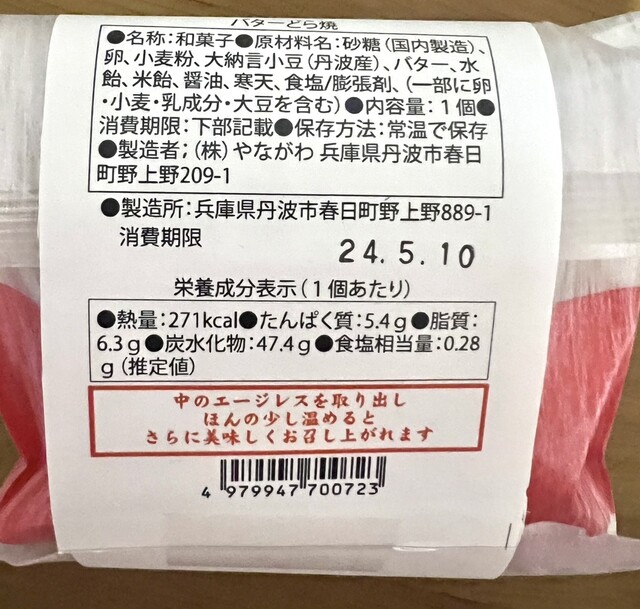 バターどら焼
●名称:和菓子●原材料名:砂糖(国内製造)、
卵、小麦粉、大納言小豆(丹波産)、バター、水
飴、米飴、醤油、寒天、食塩/膨張剤、(一部に卵
・小麦・乳成分・大豆を含む)●内容量:1個●
消費期限:下部記載●保存方法:常温で保存
●製造者;(株)やながわ 兵庫県丹波市春日
町野上野209-1
●製造所:兵庫県丹波市春日町野上野889-1
消費期限
24.5.10
栄養成分表示(1個あたり)
●熱量:271kcal●たんぱく質:5.4g●脂質:
6.3g●炭水化物:47.4g●食塩相当量:0.28
g(推定値)
中のエージレスを取り出し
ほんの少し温めると
さらに美味しくお召し上がれます
4 979947 700723